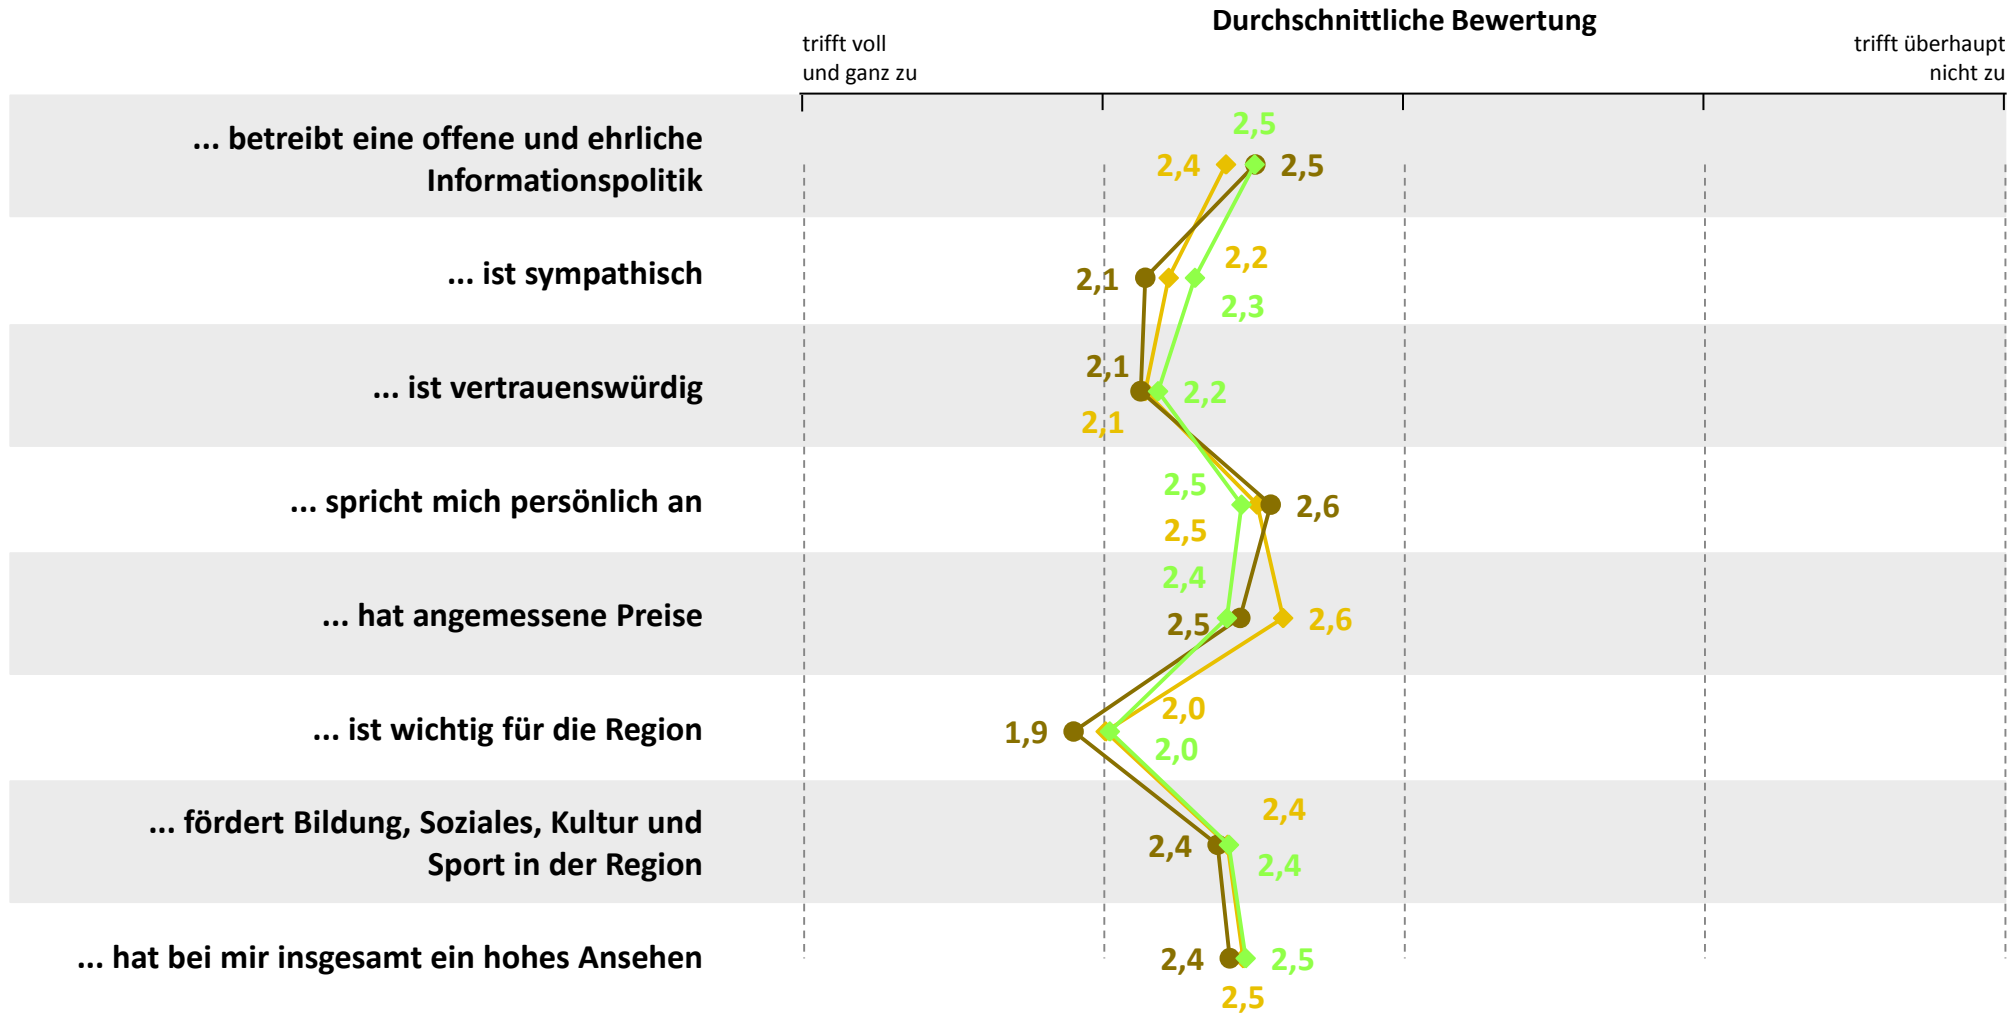 Durchschnittliche Bewertung
trifft voll
und ganz zu
trifft überhaupt
nicht zu
... betreibt eine offene und ehrliche
Informationspolitik
2,5
2,4
2,5
... ist sympathisch
2,1
2,2
2,3
... ist vertrauenswürdig
2,1
2,2
2,1
... spricht mich persönlich an
2,5
2,5
2,6
... hat angemessene Preise
2,4
2,5
2,6
... ist wichtig für die Region
1,9
2,0
2,0
... fördert Bildung, Soziales, Kultur und
Sport in der Region
2,4
2,4
2,4
... hat bei mir insgesamt ein hohes Ansehen
2,4
2,5
2,5